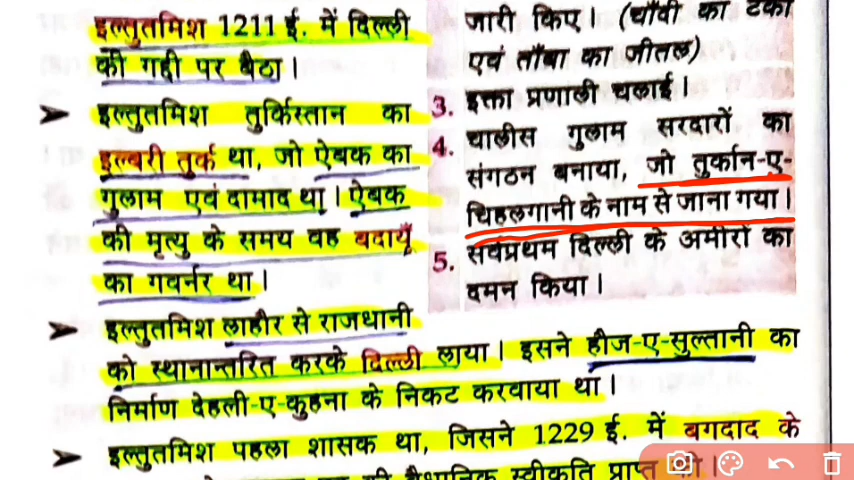 इल्तुतमिश 1211 ई. में दिल्ली
की गद्दी पर बैठा।
➤ इल्तुतमिश तुर्किस्तान का
इल्बरी तुर्क था, जो ऐबक का
गुलाम एवं दामाद था। ऐबक
की मृत्यु के समय वह बदायूँ
का गवर्नर था।
➤ इल्तुतमिश लाहौर से राजधानी
को स्थानान्तरित करके दिल्ली लाया। इसने हौज-ए-सुल्तानी का
निर्माण देहली-ए-कुहना के निकट करवाया था।
➤ इल्तुतमिश पहला शासक था, जिसने 1229 ई. में बगदाद के
स्वीकृति प्राप्त की।
जारी किए। (चाँदी का टंका
एवं ताँबा का जीतल)
3. इक्ता प्रणाली चलाई।
4. चालीस गुलाम सरदारों का
संगठन बनाया, जो तुर्कान-ए-
चिहलगानी के नाम से जाना गया।
5. सर्वप्रथम दिल्ली के अमीरों का
दमन किया।